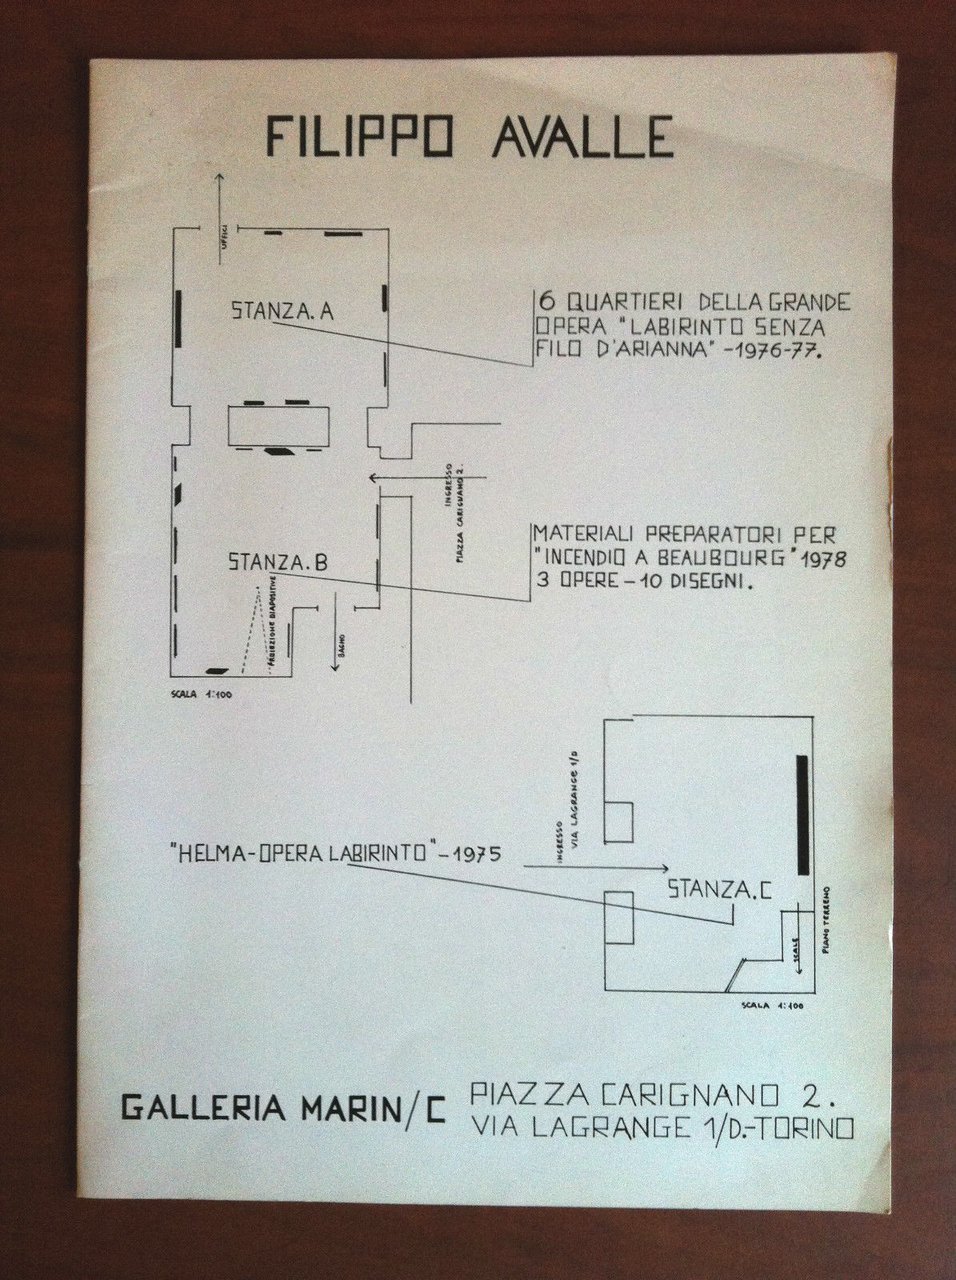 FILIPPO AVALLE
UFFICI
STANZA.A
6 QUARTIERI DELLA GRANDE
OPERA "LABIRINTO SENZA
FILO D'ARIANNA" -1976-77.
INGRESSO
PIAZZA CARIGNANO 2.
STANZA.B
MATERIALI PREPARATORI PER
"INCENDIO A BEAUBOURG" 1978
3 OPERE-10 DISEGNI.
PROIEZIONE DIAPOSITIVE
BAGNO
SCALA 1:100
INGRESSO
VIA LAGRANGE 1/D
"HELMA-OPERA LABIRINTO"-1975
STANZA.C
SCALE
PIANO TERRENO
SCALA 1:100
GALLERIA MARIN/C
PIAZZA CARIGNANO 2.
VIA LAGRANGE 1/D.-TORINO